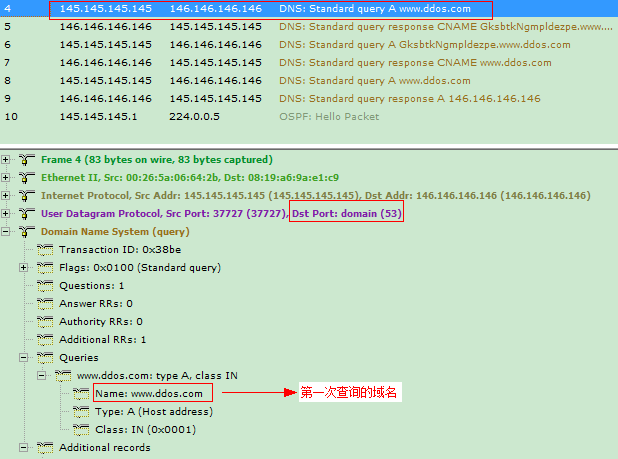 4 145.145.145.145 146.146.146.146 DNS: Standard query A www.ddos.com
5 146.146.146.146 145.145.145.145 DNS: Standard query response CNAME GksbtkNgmpldezpe.www....
6 145.145.145.145 146.146.146.146 DNS: Standard query A GksbtkNgmpldezpe.www.ddos.com
7 146.146.146.146 145.145.145.145 DNS: Standard query response CNAME www.ddos.com
8 145.145.145.145 146.146.146.146 DNS: Standard query A www.ddos.com
9 146.146.146.146 145.145.145.145 DNS: Standard query response A 146.146.146.146
10 145.145.145.1 224.0.0.5 OSPF: Hello Packet
Frame 4 (83 bytes on wire, 83 bytes captured)
Ethernet II, Src: 00:26:5a:06:64:2b, Dst: 08:19:a6:9a:e1:c9
Internet Protocol, Src Addr: 145.145.145.145 (145.145.145.145), Dst Addr: 146.146.146.146 (146.146.146.146)
User Datagram Protocol, Src Port: 37727 (37727), Dst Port: domain (53)
Domain Name System (query)
Transaction ID: 0x38be
Flags: 0x0100 (Standard query)
Questions: 1
Answer RRs: 0
Authority RRs: 0
Additional RRs: 1
Queries
www.ddos.com: type A, class IN
Name: www.ddos.com 第一次查询的域名
Type: A (Host address)
Class: IN (0x0001)
Additional records